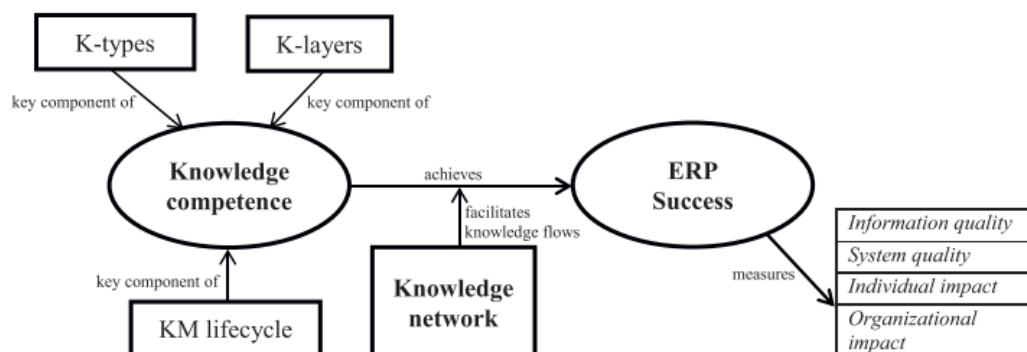 K-types
K-layers
key component of
key component of
Knowledge
competence
achieves
ERP
Success
facilitates
knowledge flows
key component of
Knowledge
network
KM lifecycle
measures
Information quality
System quality
Individual impact
Organizational
impact